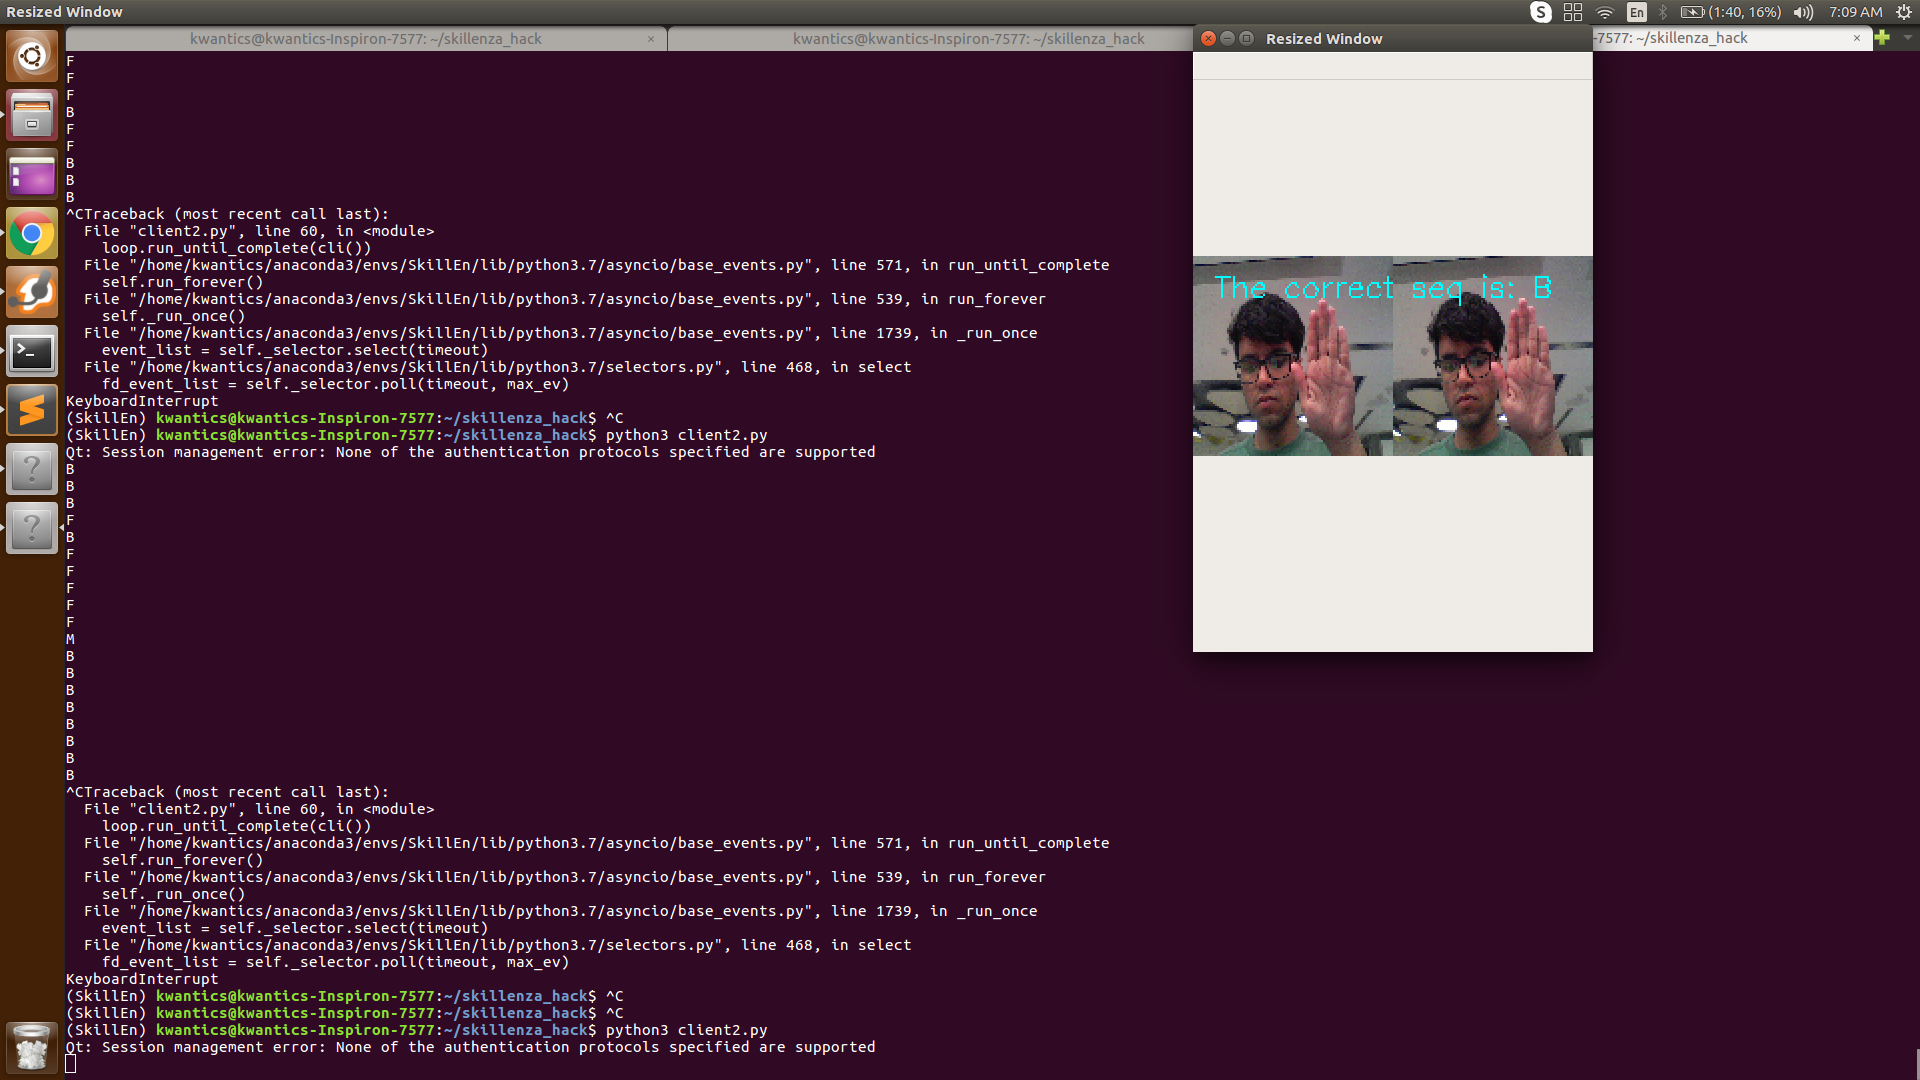 Resized Window
S
En
(1:40, 16%)
7:09 AM
kwantics@kwantics-Inspiron-7577: ~/skillenza_hack
×
kwantics@kwantics-Inspiron-7577: ~/skillenza_hack
Resized Window
-7577: ~/skillenza_hack
×
F
F
F
B
F
F
B
B
B
^CTraceback (most recent call last):
File "client2.py", line 60, in <module>
loop.run_until_complete(cli())
File "/home/kwantics/anaconda3/envs/SkillEn/lib/python3.7/asyncio/base_events.py", line 571, in run_until_complete
self.run_forever()
File "/home/kwantics/anaconda3/envs/SkillEn/lib/python3.7/asyncio/base_events.py", line 539, in run_forever
self._run_once()
File "/home/kwantics/anaconda3/envs/SkillEn/lib/python3.7/asyncio/base_events.py", line 1739, in _run_once
event_list = self._selector.select(timeout)
File "/home/kwantics/anaconda3/envs/SkillEn/lib/python3.7/selectors.py", line 468, in select
fd_event_list = self._selector.poll(timeout, max_ev)
KeyboardInterrupt
(SkillEn) kwantics@kwantics-Inspiron-7577:~/skillenza_hack$ ^C
(SkillEn) kwantics@kwantics-Inspiron-7577:~/skillenza_hack$ python3 client2.py
Qt: Session management error: None of the authentication protocols specified are supported
B
B
B
F
B
F
F
F
F
F
M
B
B
B
B
B
B
B
B
^CTraceback (most recent call last):
File "client2.py", line 60, in <module>
loop.run_until_complete(cli())
File "/home/kwantics/anaconda3/envs/SkillEn/lib/python3.7/asyncio/base_events.py", line 571, in run_until_complete
self.run_forever()
File "/home/kwantics/anaconda3/envs/SkillEn/lib/python3.7/asyncio/base_events.py", line 539, in run_forever
self._run_once()
File "/home/kwantics/anaconda3/envs/SkillEn/lib/python3.7/asyncio/base_events.py", line 1739, in _run_once
event_list = self._selector.select(timeout)
File "/home/kwantics/anaconda3/envs/SkillEn/lib/python3.7/selectors.py", line 468, in select
fd_event_list = self._selector.poll(timeout, max_ev)
KeyboardInterrupt
(SkillEn) kwantics@kwantics-Inspiron-7577:~/skillenza_hack$ ^C
(SkillEn) kwantics@kwantics-Inspiron-7577:~/skillenza_hack$ ^C
(SkillEn) kwantics@kwantics-Inspiron-7577:~/skillenza_hack$ python3 client2.py
Qt: Session management error: None of the authentication protocols specified are supported
The correct seq is: B